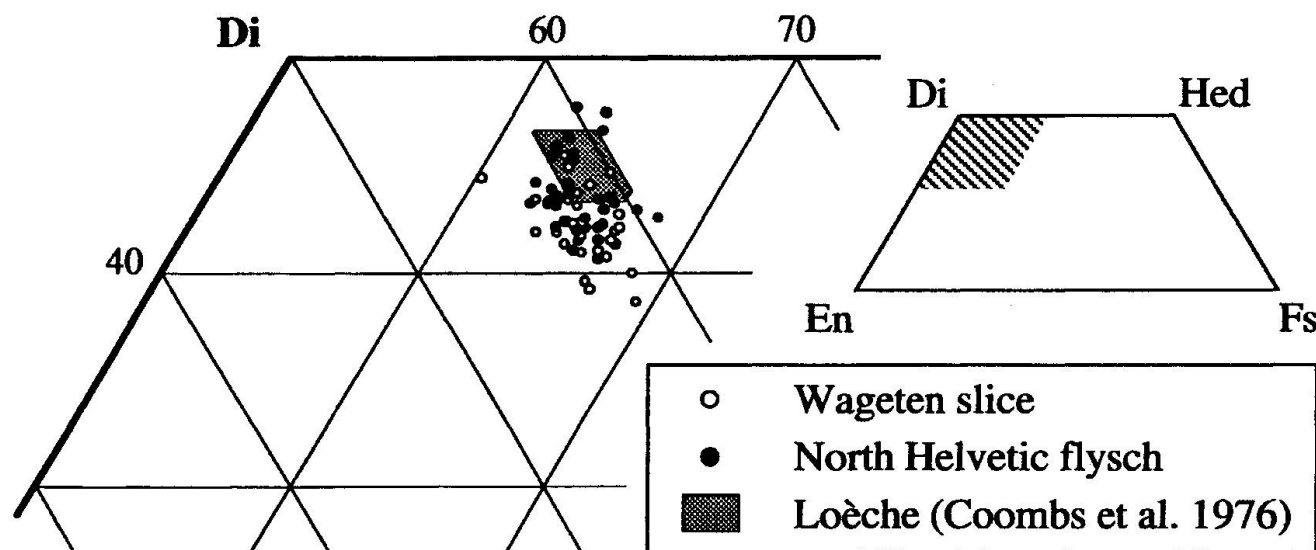 Di 60 70
40
Di Hed
En Fs
Wageten slice
North Helvetic flysch
Loèche (Coombs et al. 1976)